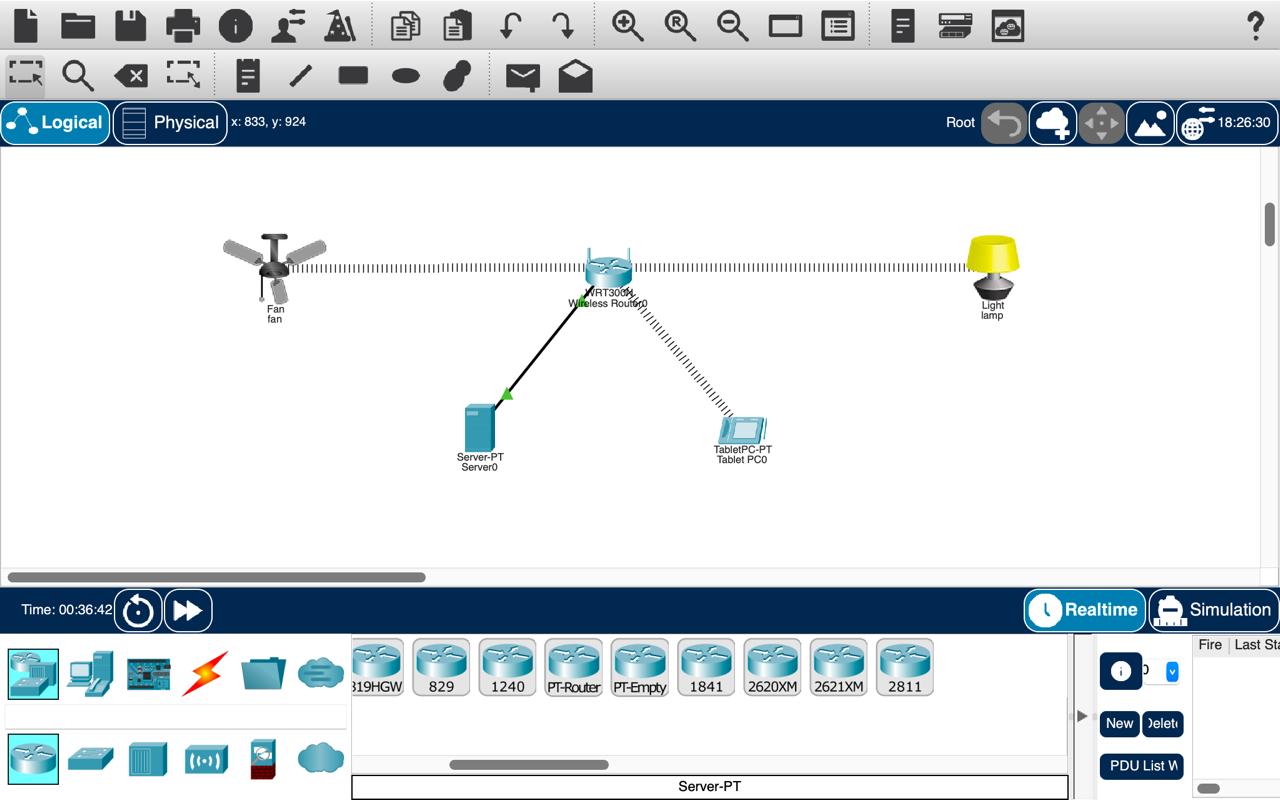 Logical
Physical
x: 833, y: 924
Root
18:26:30
Fan
fan
WRT300N
Wireless Router0
Light
lamp
Server-PT
Server0
TabletPC-PT
Tablet PC0
Time: 00:36:42
Realtime
Simulation
819HGW
829
1240
PT-Router
PT-Empty
1841
2620XM
2621XM
2811
Server-PT
Fire
Last Sta
New
Delete
PDU List W